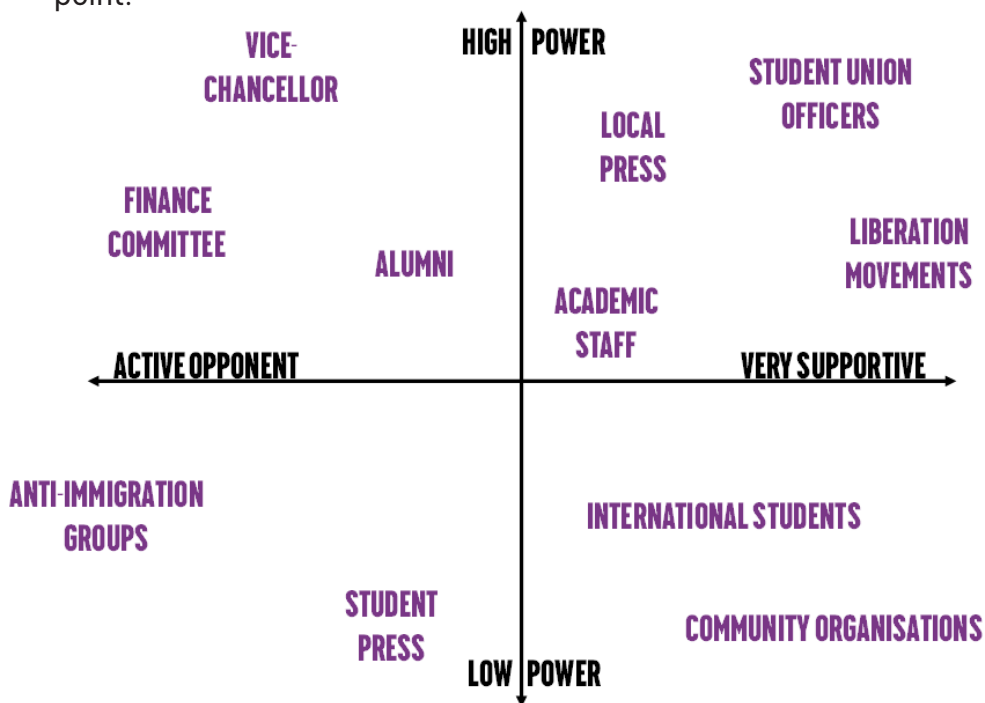 point.
HIGH POWER
VICE-
CHANCELLOR
STUDENT UNION
OFFICERS
LOCAL
PRESS
FINANCE
COMMITTEE
ALUMNI
LIBERATION
MOVEMENTS
ACADEMIC
STAFF
ACTIVE OPPONENT
VERY SUPPORTIVE
ANTI-IMMIGRATION
GROUPS
INTERNATIONAL STUDENTS
STUDENT
PRESS
COMMUNITY ORGANISATIONS
LOW POWER